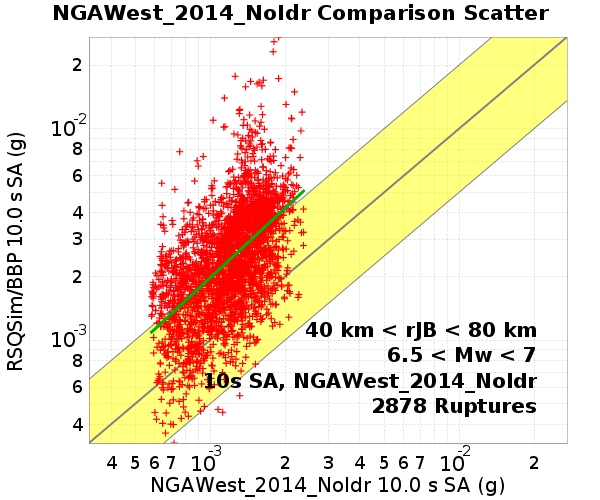 NGAWest_2014_NoIdr Comparison Scatter
RSQSim/BBP 10.0 s SA (g)
2
10-2
8
6
4
3
2
10-3
8
6
4
40 km < rJB < 80 km
6.5 < Mw < 7
10s SA, NGAWest_2014_NoIdr
2878 Ruptures
4 5 6 7 10-3 2 3 4 5 6 7 10-2 2
NGAWest_2014_NoIdr 10.0 s SA (g)